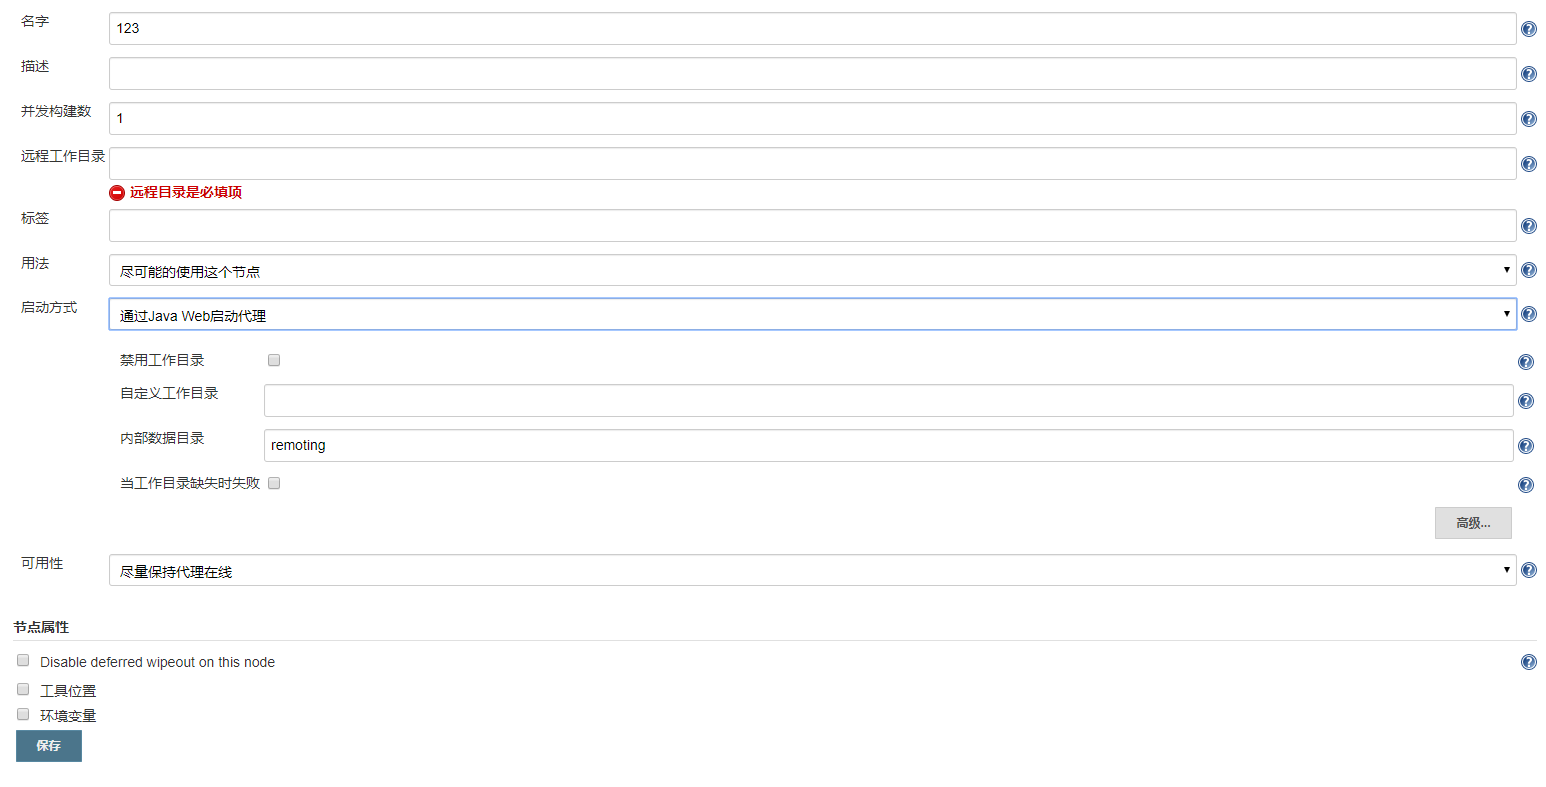 名字
123
描述
并发构建数
1
远程工作目录
远程目录是必填项
标签
用法
尽可能的使用这个节点
启动方式
通过Java Web启动代理
禁用工作目录
自定义工作目录
内部数据目录
remoting
当工作目录缺失时失败
高级...
可用性
尽量保持代理在线
节点属性
Disable deferred wipeout on this node
工具位置
环境变量
保存